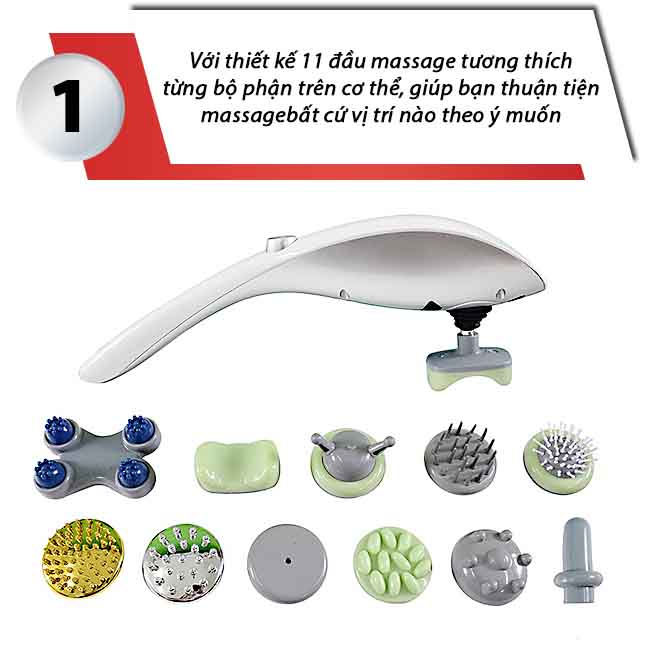 1
Với thiết kế 11 đầu massage tương thích
từng bộ phận trên cơ thể, giúp bạn thuận tiện
massagebất cứ vị trí nào theo ý muốn